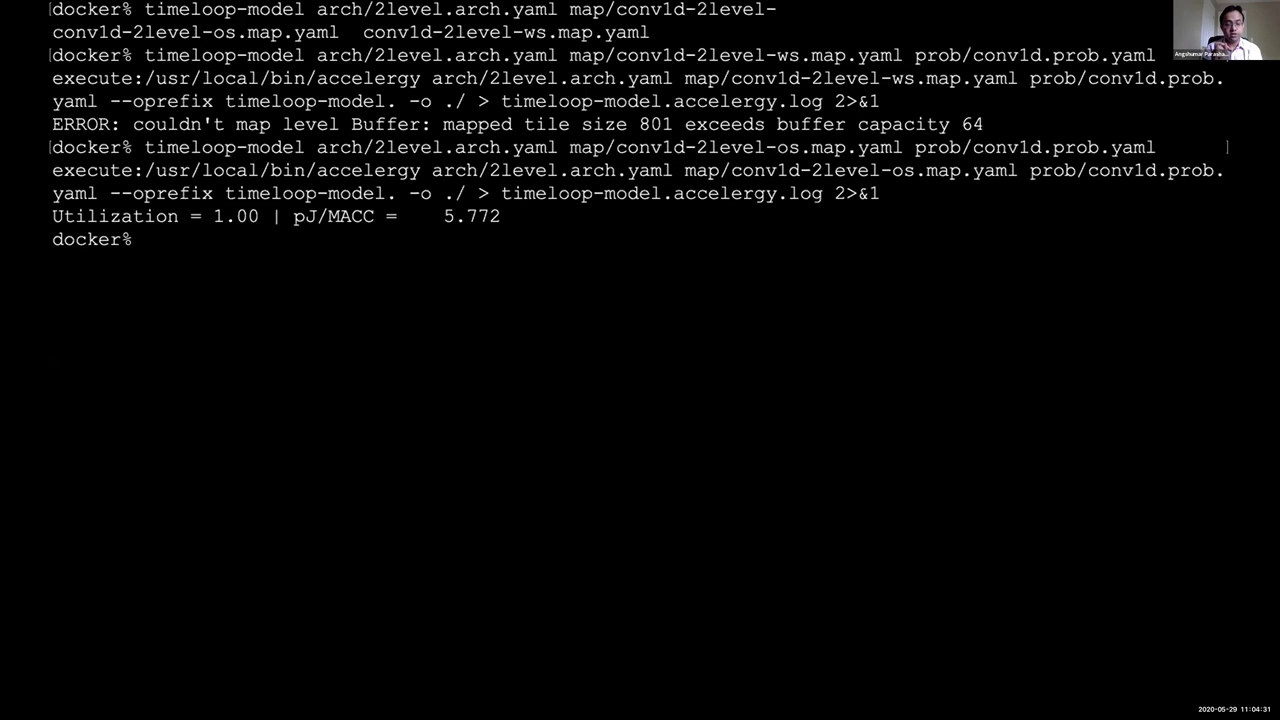 docker% timeloop-model arch/2level.arch.yaml map/conv1d-2level-
conv1d-2level-os.map.yaml  conv1d-2level-ws.map.yaml
docker% timeloop-model arch/2level.arch.yaml map/conv1d-2level-ws.map.yaml prob/conv1d.prob.yaml
execute:/usr/local/bin/accelergy arch/2level.arch.yaml map/conv1d-2level-ws.map.yaml prob/conv1d.prob.
yaml --oprefix timeloop-model. -o ./ > timeloop-model.accelergy.log 2>&1
ERROR: couldn't map level Buffer: mapped tile size 801 exceeds buffer capacity 64
docker% timeloop-model arch/2level.arch.yaml map/conv1d-2level-os.map.yaml prob/conv1d.prob.yaml
execute:/usr/local/bin/accelergy arch/2level.arch.yaml map/conv1d-2level-os.map.yaml prob/conv1d.prob.
yaml --oprefix timeloop-model. -o ./ > timeloop-model.accelergy.log 2>&1
Utilization = 1.00 | pJ/MACC =    5.772
docker%
Angshumar Parasha...
2020-05-29 11:04:31